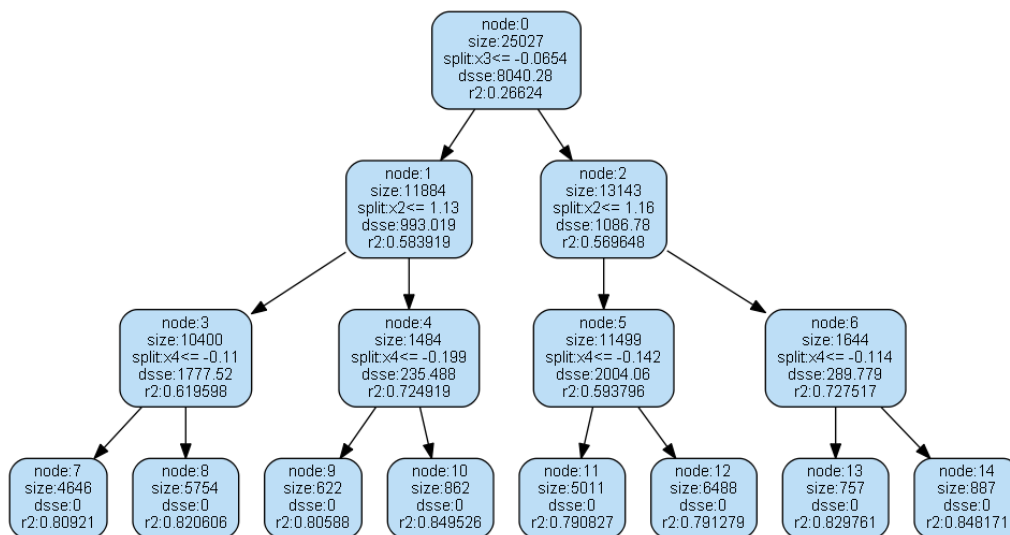 node:0
size:25027
split:x3<= -0.0654
dsse:8040.28
r2:0.26624
node:1
size:11884
split:x2<= 1.13
dsse:993.019
r2:0.583919
node:2
size:13143
split:x2<= 1.16
dsse:1086.78
r2:0.569648
node:3
size:10400
split:x4<= -0.11
dsse:1777.52
r2:0.619598
node:4
size:1484
split:x4<= -0.199
dsse:235.488
r2:0.724919
node:5
size:11499
split:x4<= -0.142
dsse:2004.06
r2:0.593796
node:6
size:1644
split:x4<= -0.114
dsse:289.779
r2:0.727517
node:7
size:4646
dsse:0
r2:0.80921
node:8
size:5754
dsse:0
r2:0.820606
node:9
size:622
dsse:0
r2:0.80588
node:10
size:862
dsse:0
r2:0.849526
node:11
size:5011
dsse:0
r2:0.790827
node:12
size:6488
dsse:0
r2:0.791279
node:13
size:757
dsse:0
r2:0.829761
node:14
size:887
dsse:0
r2:0.848171